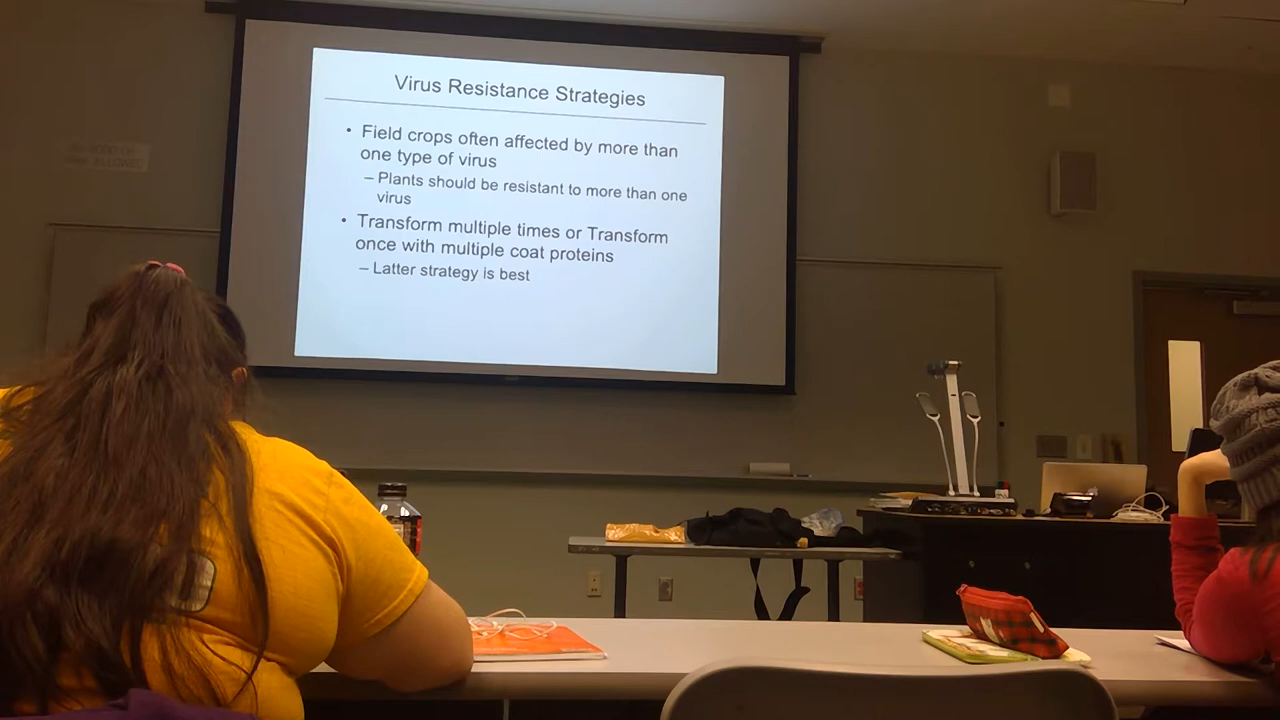 Virus Resistance Strategies
• Field crops often affected by more than
one type of virus
– Plants should be resistant to more than one
virus
• Transform multiple times or Transform
once with multiple coat proteins
– Latter strategy is best